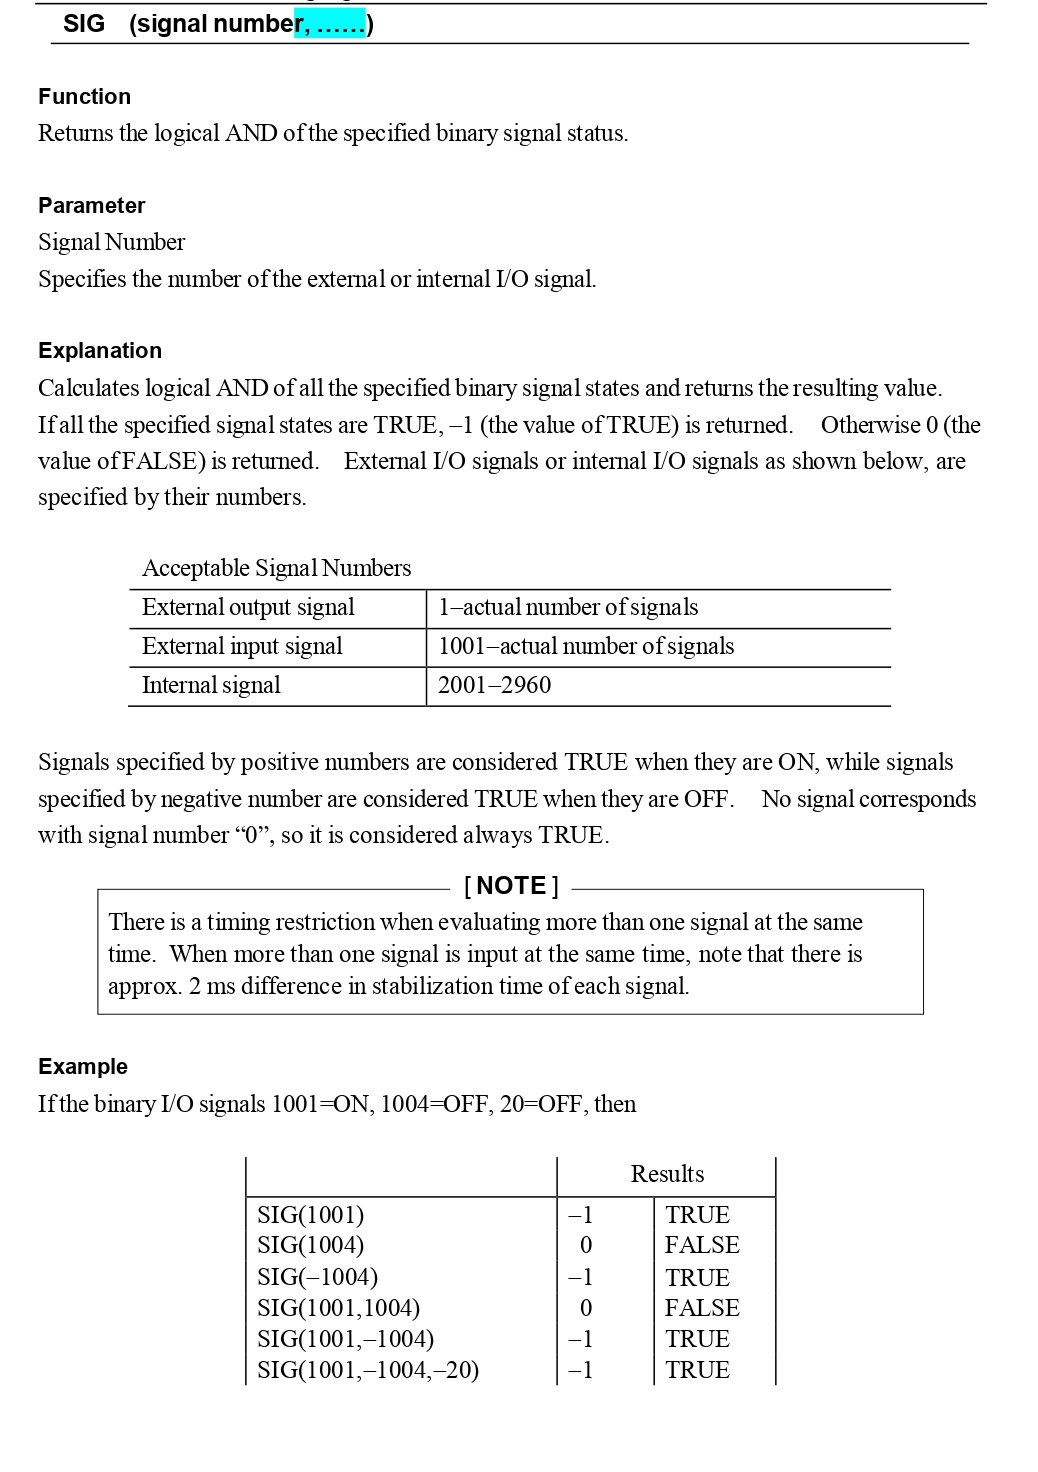 SIG (signal number, ……)
Function
Returns the logical AND of the specified binary signal status.
Parameter
Signal Number
Specifies the number of the external or internal I/O signal.
Explanation
Calculates logical AND of all the specified binary signal states and returns the resulting value.
If all the specified signal states are TRUE, –1 (the value of TRUE) is returned. Otherwise 0 (the
value of FALSE) is returned. External I/O signals or internal I/O signals as shown below, are
specified by their numbers.
Acceptable Signal Numbers
External output signal 1–actual number of signals
External input signal 1001–actual number of signals
Internal signal 2001–2960
Signals specified by positive numbers are considered TRUE when they are ON, while signals
specified by negative number are considered TRUE when they are OFF. No signal corresponds
with signal number “0”, so it is considered always TRUE.
[ NOTE ]
There is a timing restriction when evaluating more than one signal at the same
time. When more than one signal is input at the same time, note that there is
approx. 2 ms difference in stabilization time of each signal.
Example
If the binary I/O signals 1001=ON, 1004=OFF, 20=OFF, then
Results
SIG(1001) –1 TRUE
SIG(1004) 0 FALSE
SIG(–1004) –1 TRUE
SIG(1001,1004) 0 FALSE
SIG(1001,–1004) –1 TRUE
SIG(1001,–1004,–20) –1 TRUE